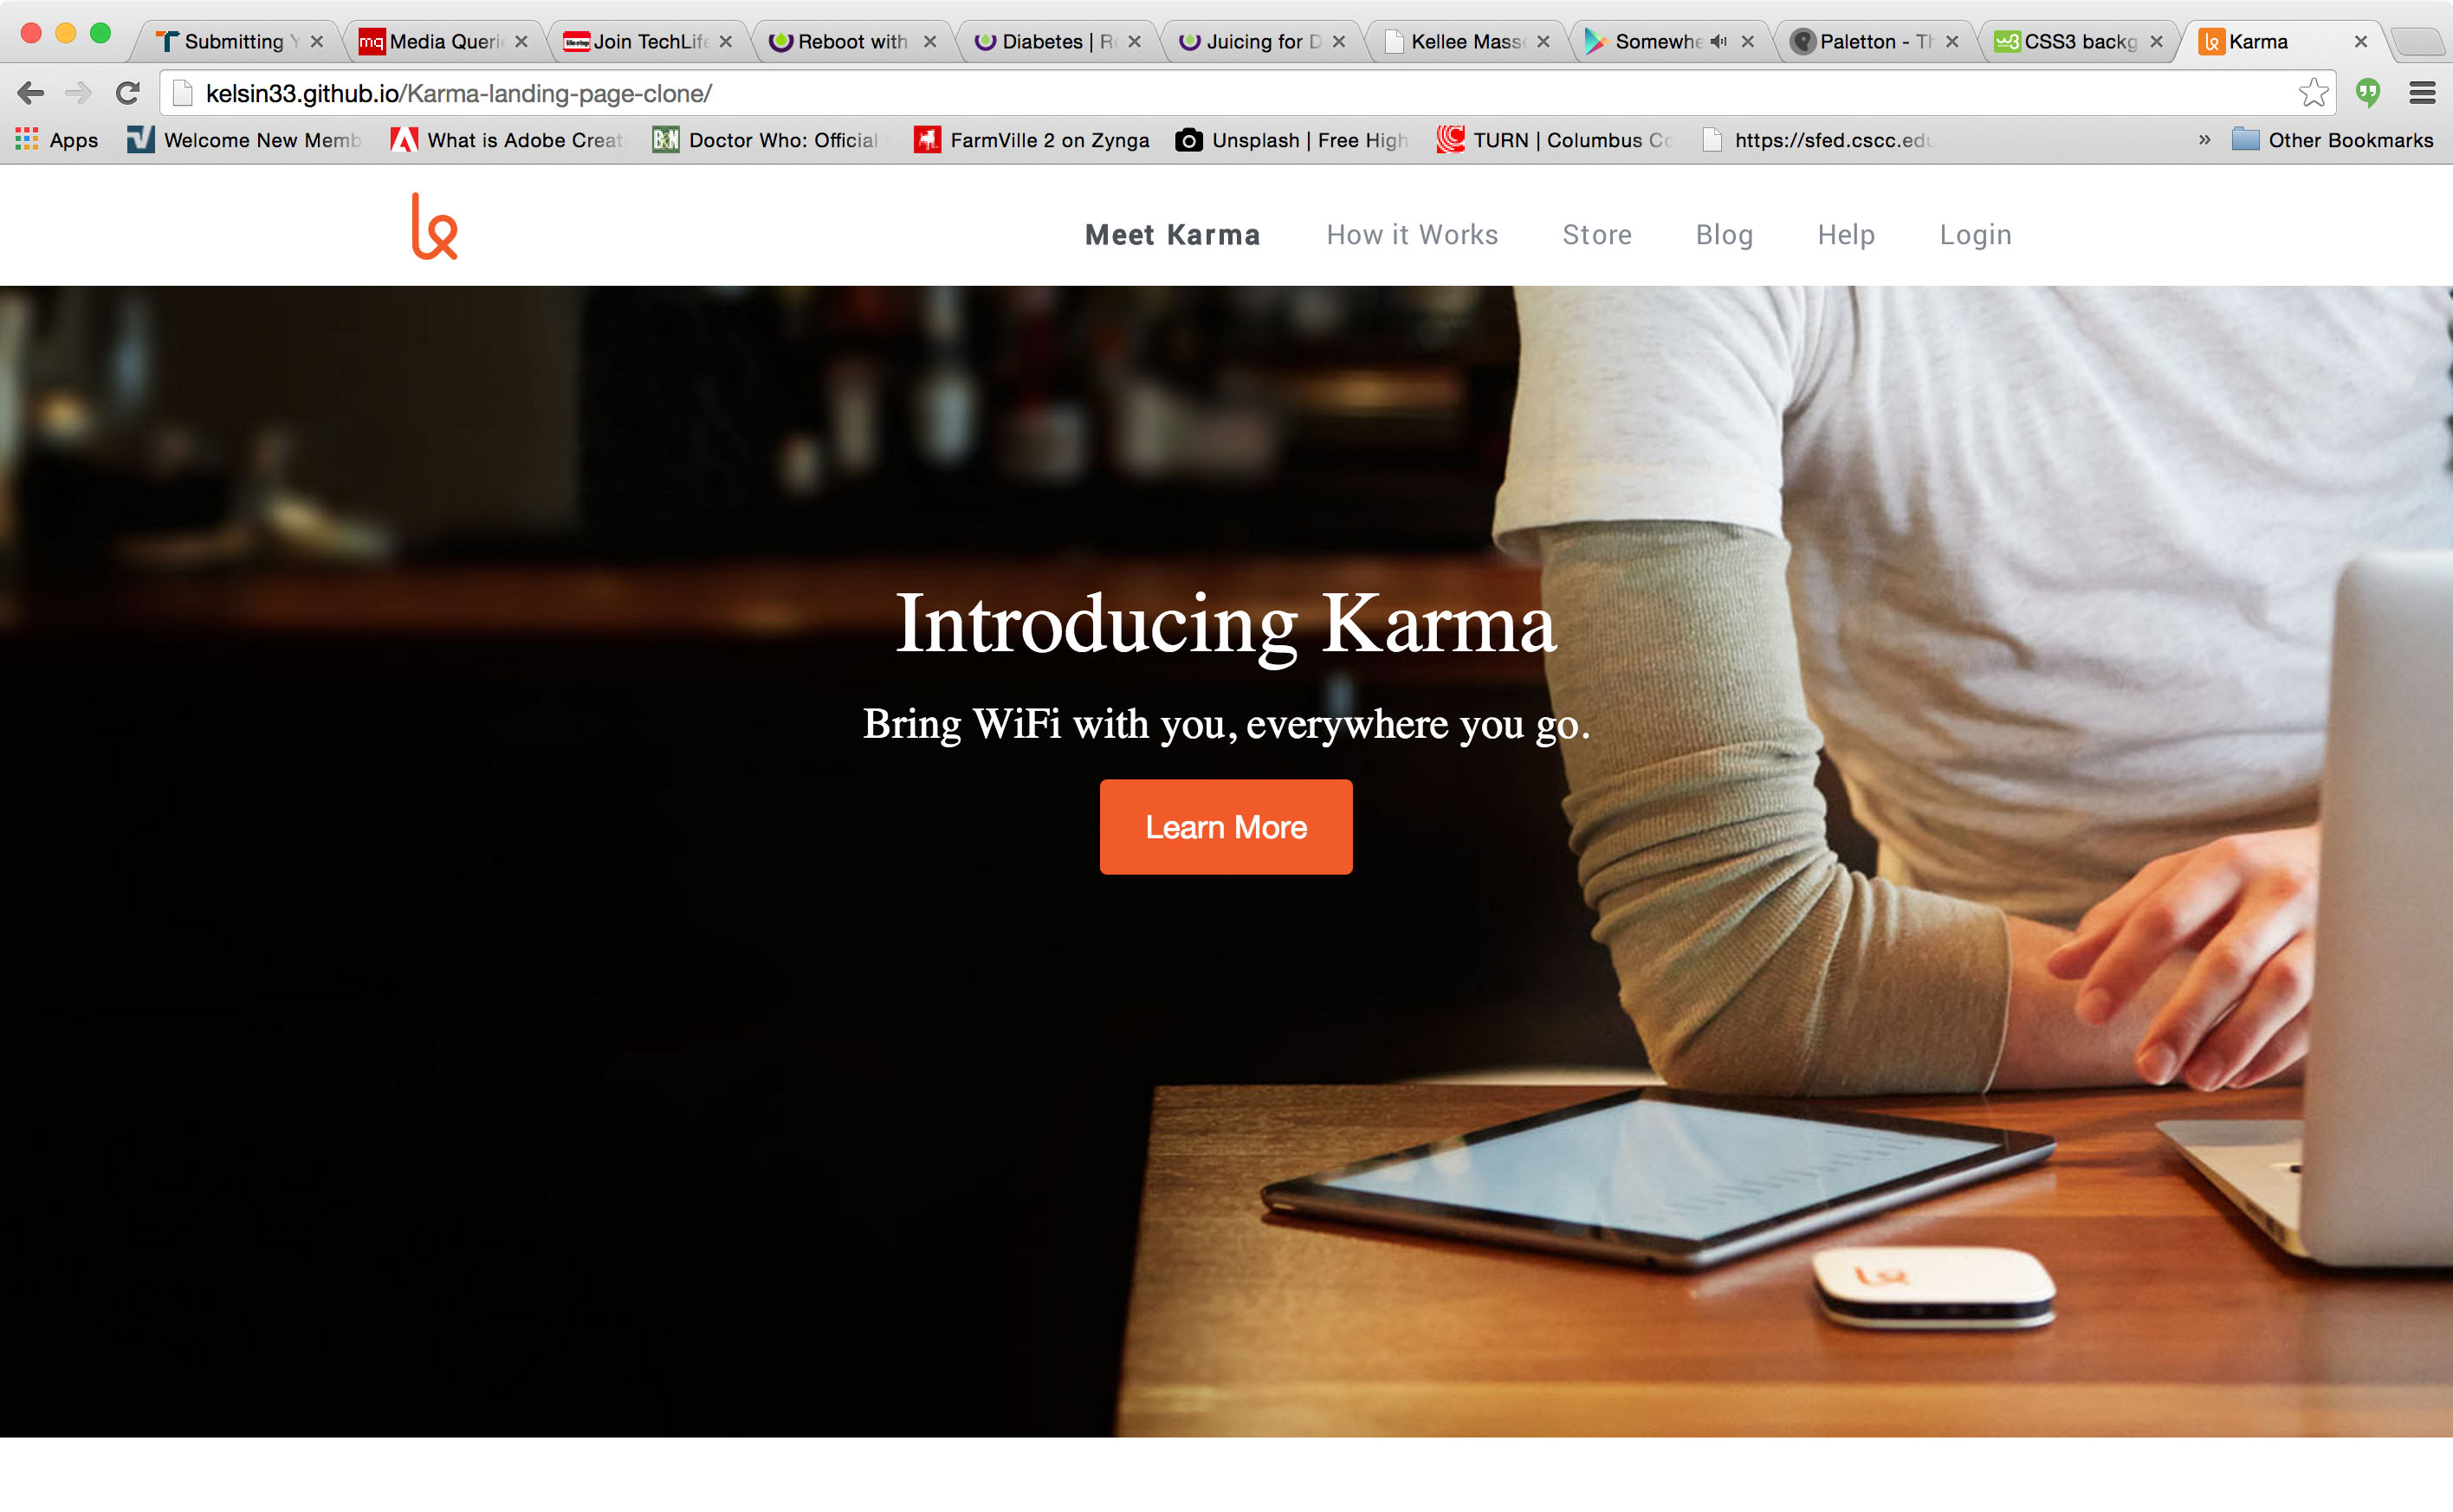 Submitting Y
Media Queri
Join TechLife
Reboot with
Diabetes | Re
Juicing for D
Kellee Masse
Somewhe
Paletton - Th
CSS3 backg
Karma
kelsin33.github.io/Karma-landing-page-clone/
Apps
Welcome New Memb
What is Adobe Creat
Doctor Who: Official
FarmVille 2 on Zynga
Unsplash | Free High
TURN | Columbus Co
https://sfed.cscc.edu
»
Other Bookmarks
Meet Karma
How it Works
Store
Blog
Help
Login
Introducing Karma
Bring WiFi with you, everywhere you go.
Learn More